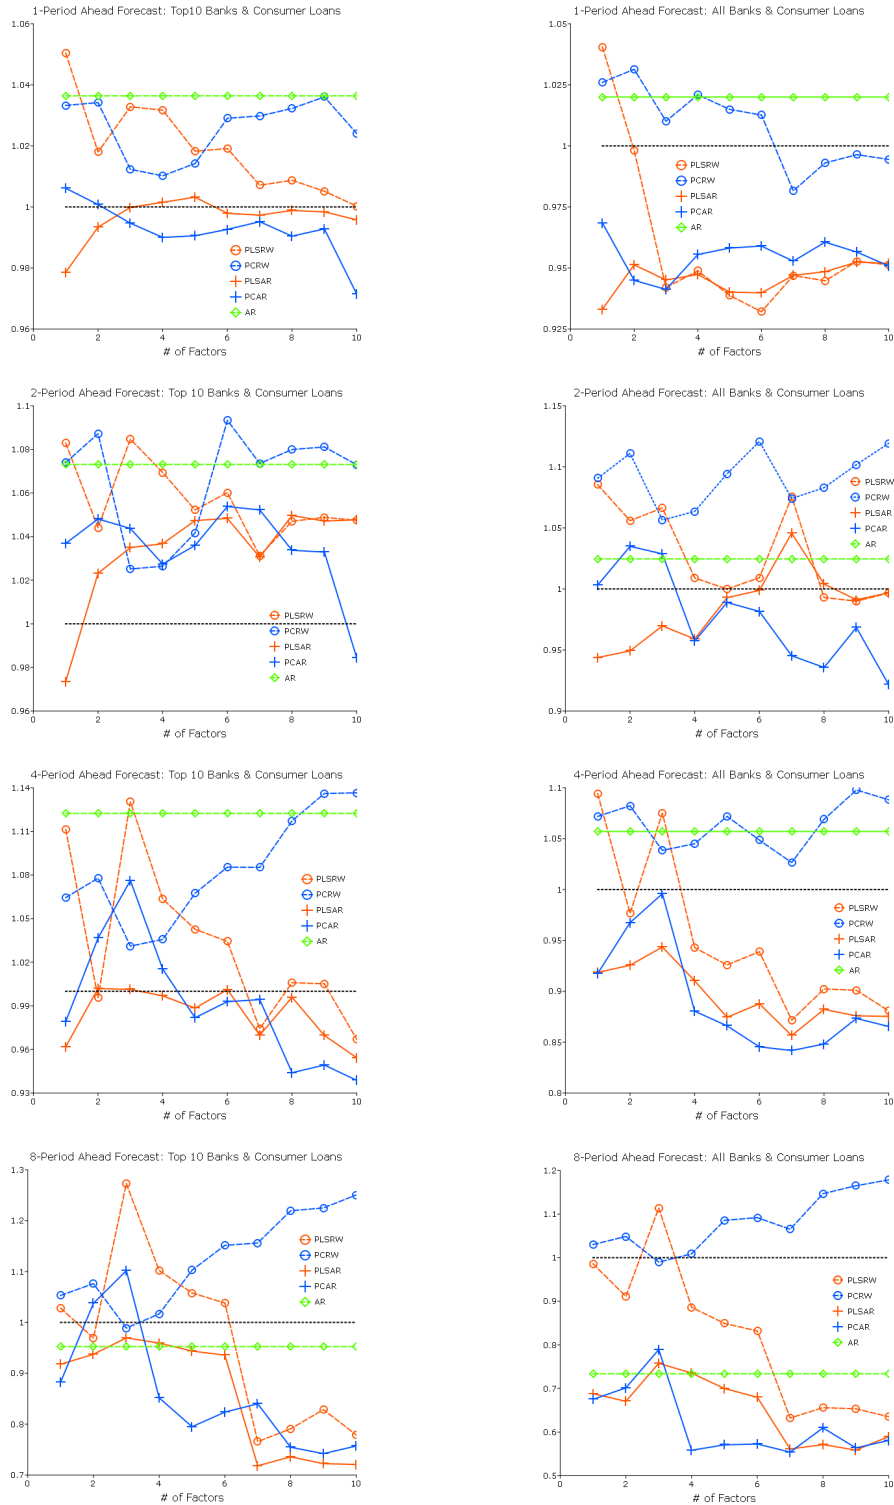 1-Period Ahead Forecast: Top10 Banks & Consumer Loans
1.06
1.04
1.02
1
0.98
0.96
PLSRW
PCRW
PLSAR
PCAR
AR
0 2 4 6 8 10
# of Factors
1-Period Ahead Forecast: All Banks & Consumer Loans
1.05
1.025
1
0.975
0.95
0.925
PLSRW
PCRW
PLSAR
PCAR
AR
0 2 4 6 8 10
# of Factors
2-Period Ahead Forecast: Top 10 Banks & Consumer Loans
1.1
1.08
1.06
1.04
1.02
1
0.98
0.96
PLSRW
PCRW
PLSAR
PCAR
AR
0 2 4 6 8 10
# of Factors
2-Period Ahead Forecast: All Banks & Consumer Loans
1.15
1.1
1.05
1
0.95
0.9
PLSRW
PCRW
PLSAR
PCAR
AR
0 2 4 6 8 10
# of Factors
4-Period Ahead Forecast: Top 10 Banks & Consumer Loans
1.14
1.11
1.08
1.05
1.02
0.99
0.96
0.93
PLSRW
PCRW
PLSAR
PCAR
AR
0 2 4 6 8 10
# of Factors
4-Period Ahead Forecast: All Banks & Consumer Loans
1.1
1.05
1
0.95
0.9
0.85
0.8
PLSRW
PCRW
PLSAR
PCAR
AR
0 2 4 6 8 10
# of Factors
8-Period Ahead Forecast: Top 10 Banks & Consumer Loans
1.3
1.2
1.1
1
0.9
0.8
0.7
PLSRW
PCRW
PLSAR
PCAR
AR
0 2 4 6 8 10
# of Factors
8-Period Ahead Forecast: All Banks & Consumer Loans
1.2
1.1
1
0.9
0.8
0.7
0.6
0.5
PLSRW
PCRW
PLSAR
PCAR
AR
0 2 4 6 8 10
# of Factors